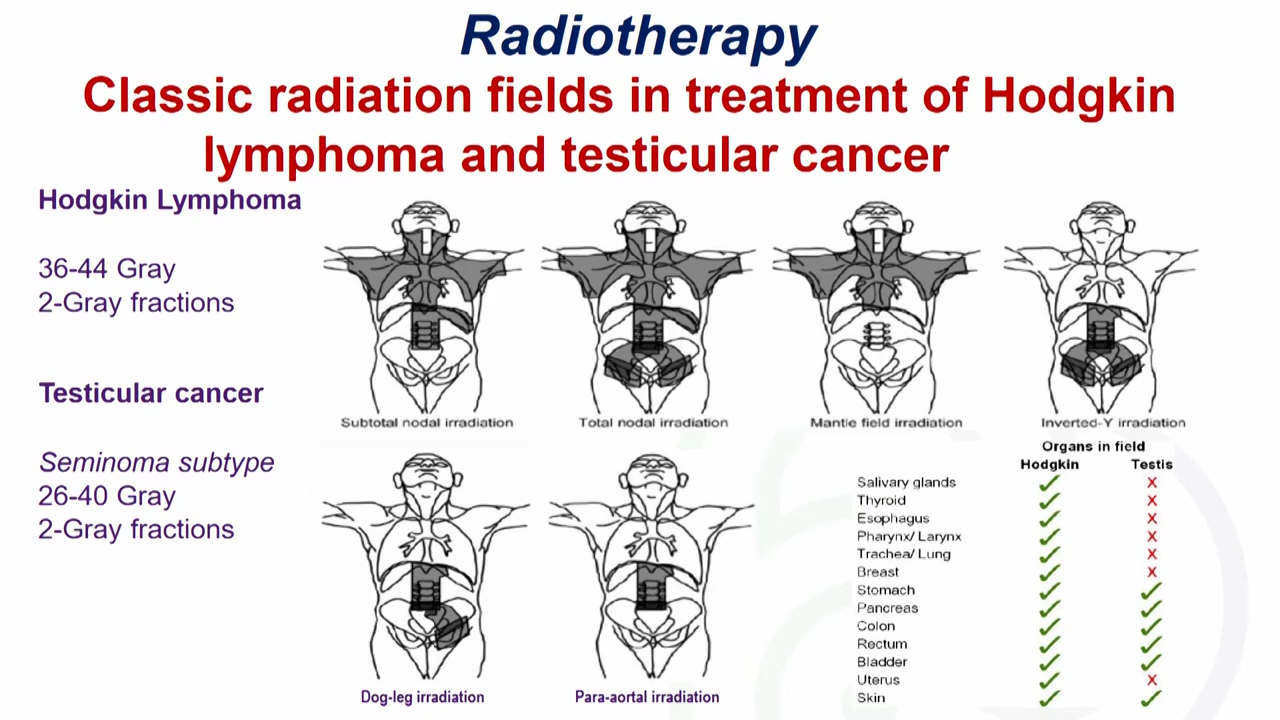 Radiotherapy
Classic radiation fields in treatment of Hodgkin
lymphoma and testicular cancer
Hodgkin Lymphoma
36-44 Gray
2-Gray fractions
Testicular cancer
Seminoma subtype
26-40 Gray
2-Gray fractions
Subtotal nodal irradiation
Total nodal irradiation
Mantle field irradiation
Inverted-Y irradiation
Dog-leg irradiation
Para-aortal irradiation
Organs in field
Hodgkin Testis
Salivary glands ✓ X
Thyroid ✓ X
Esophagus ✓ X
Pharynx/ Larynx ✓ X
Trachea/ Lung ✓ X
Breast ✓ X
Stomach ✓ ✓
Pancreas ✓ ✓
Colon ✓ ✓
Rectum ✓ ✓
Bladder ✓ ✓
Uterus ✓ X
Skin ✓ ✓